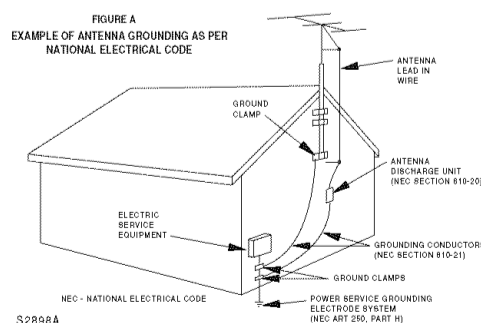 FIGURE A
EXAMPLE OF ANTENNA GROUNDING AS PER
NATIONAL ELECTRICAL CODE
ANTENNA
LEAD IN
WIRE
GROUND
CLAMP
ANTENNA
DISCHARGE UNIT
(NEC SECTION 810-20)
ELECTRIC
SERVICE
EQUIPMENT
GROUNDING CONDUCTORS
(NEC SECTION 810-21)
GROUND CLAMPS
NEC - NATIONAL ELECTRICAL CODE
POWER SERVICE GROUNDING
ELECTRODE SYSTEM
(NEC ART 250, PART H)
S2898A